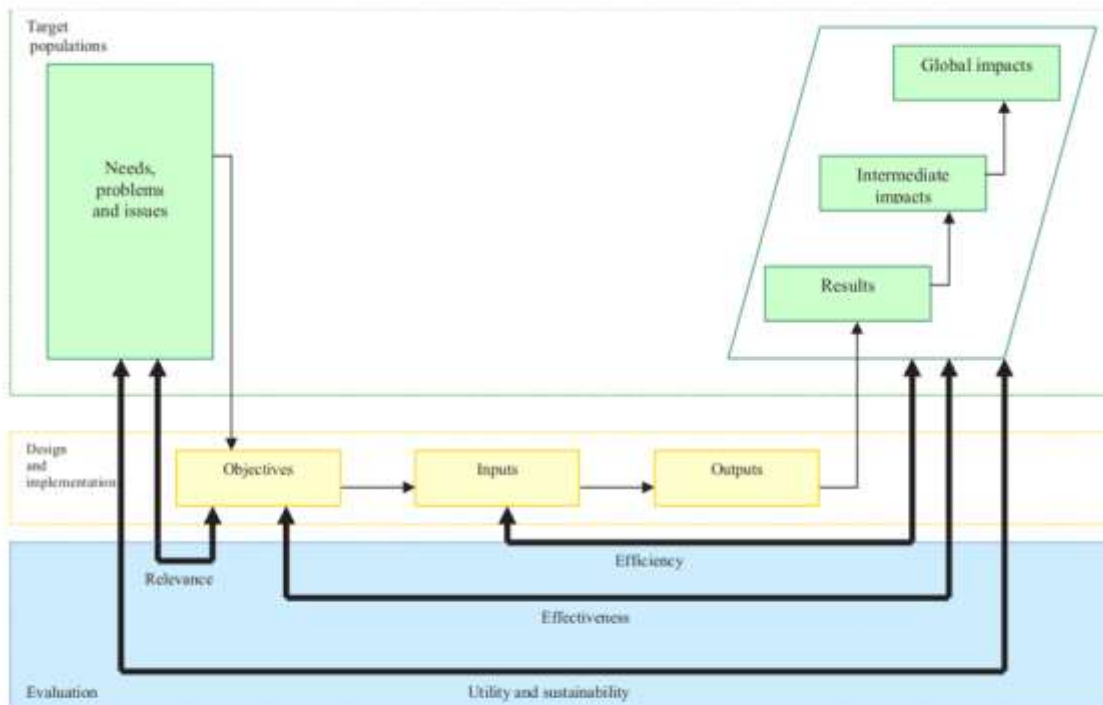 Target
populations
Global impacts
Needs,
problems
and issues
Intermediate
impacts
Results
Design
and
implementation
Objectives
Inputs
Outputs
Efficiency
Relevance
Effectiveness
Evaluation
Utility and sustainability